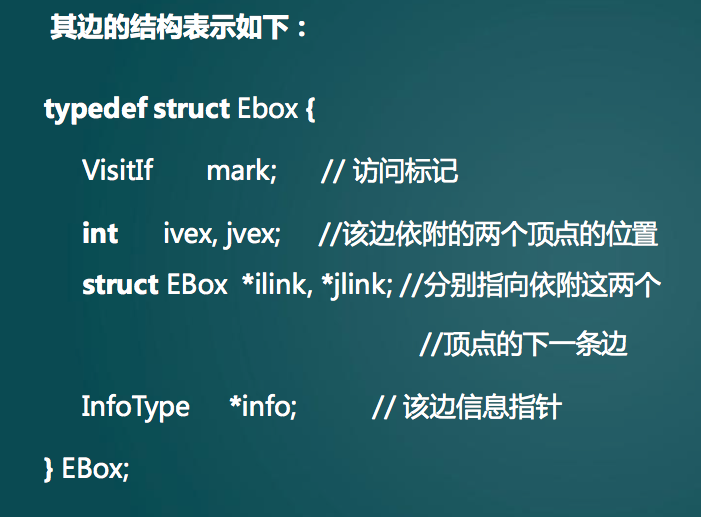 其边的结构表示如下：
typedef struct Ebox {
VisitIf mark; // 访问标记
int ivex, jvex; //该边依附的两个顶点的位置
struct EBox *ilink, *jlink; //分别指向依附这两个
//顶点的下一条边
InfoType *info; // 该边信息指针
} EBox;